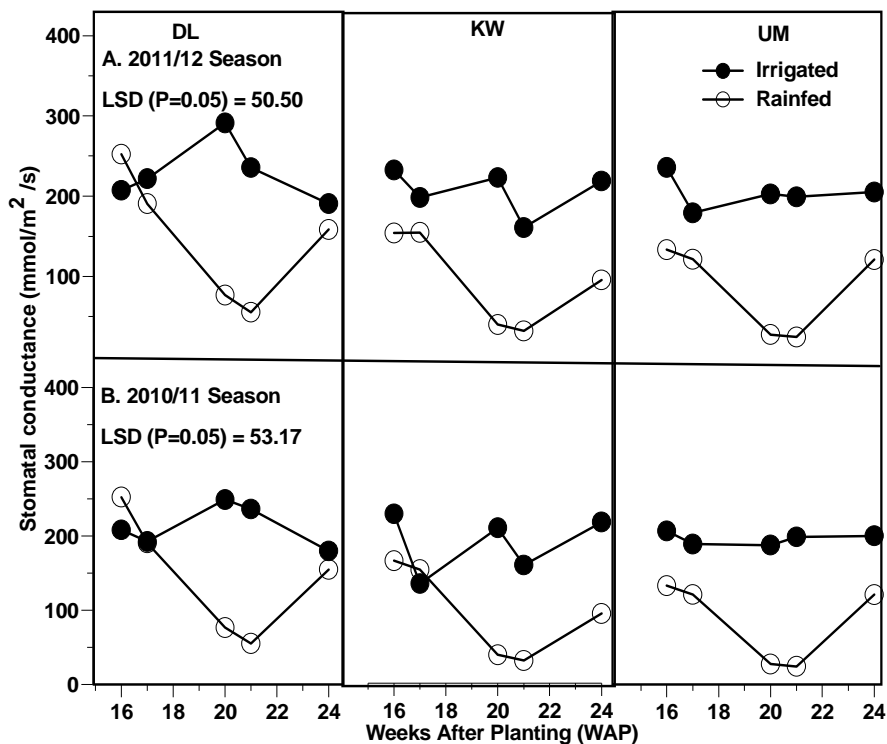 DL
KW
UM
A. 2011/12 Season
LSD (P=0.05) = 50.50
Irrigated
Rainfed
400
300
200
100
B. 2010/11 Season
LSD (P=0.05) = 53.17
400
300
200
100
0
Stomatal conductance (mmol/m² /s)
16 18 20 22 24
16 18 20 22 24
16 18 20 22 24
Weeks After Planting (WAP)